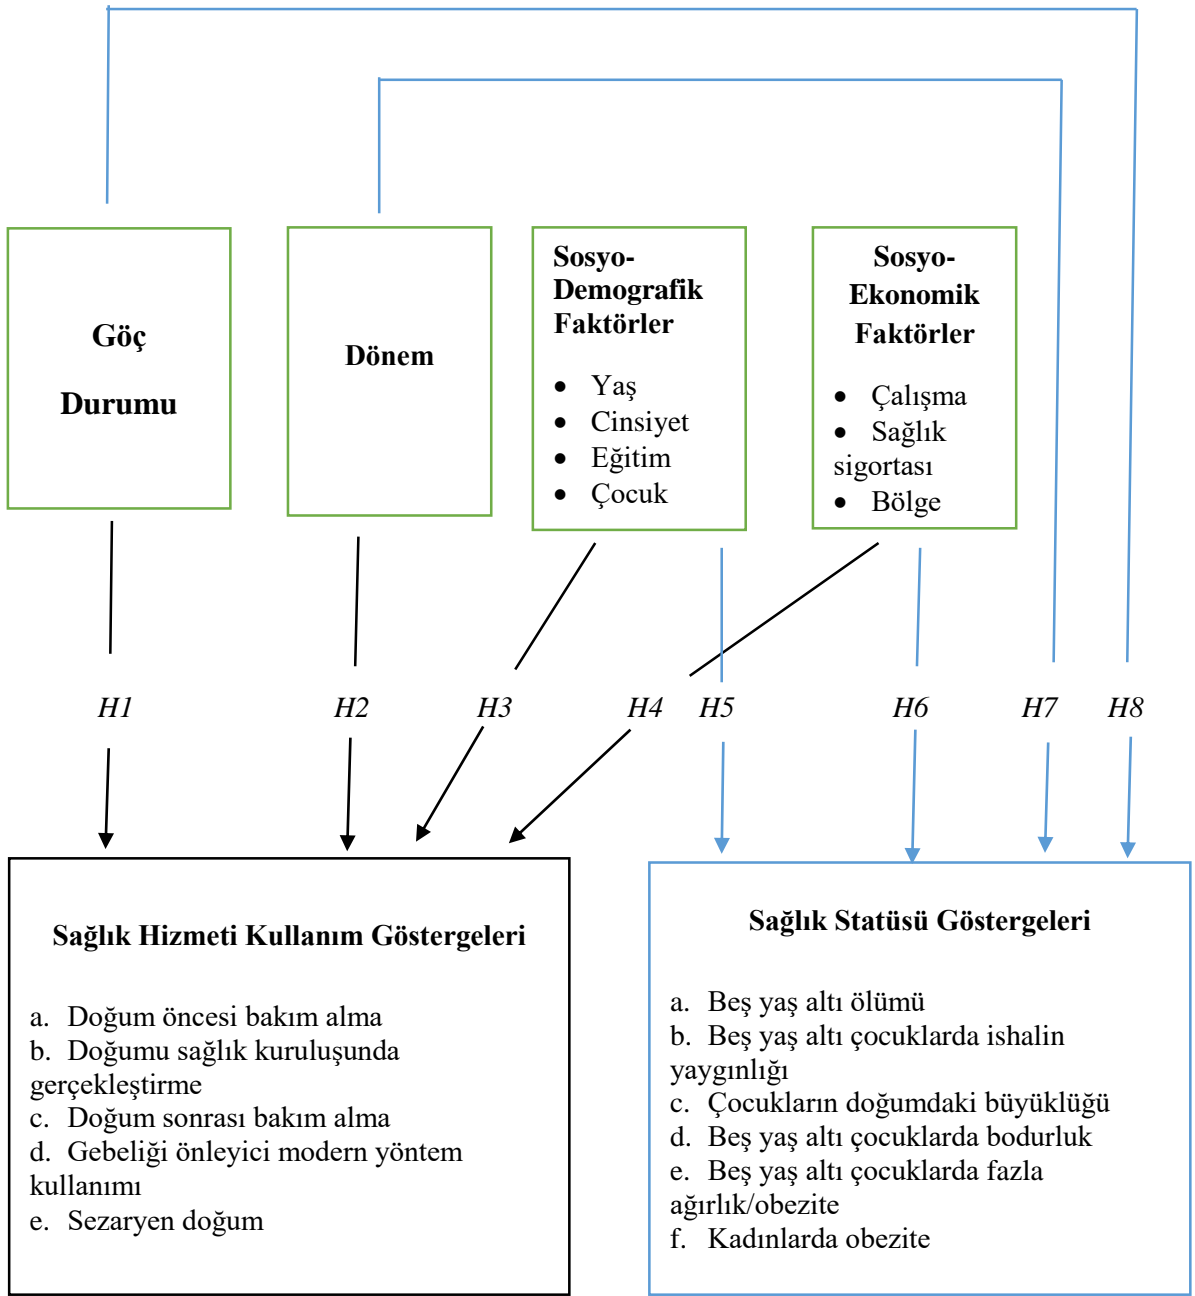 Göç
Durumu
Dönem
Sosyo-
Demografik
Faktörler
• Yaş
• Cinsiyet
• Eğitim
• Çocuk
Sosyo-
Ekonomik
Faktörler
• Çalışma
• Sağlık
sigortası
• Bölge
H1
H2
H3
H4
H5
H6
H7
H8
Sağlık Hizmeti Kullanım Göstergeleri
a. Doğum öncesi bakım alma
b. Doğumu sağlık kuruluşunda
gerçekleştirme
c. Doğum sonrası bakım alma
d. Gebeliği önleyici modern yöntem
kullanımı
e. Sezaryen doğum
Sağlık Statüsü Göstergeleri
a. Beş yaş altı ölümü
b. Beş yaş altı çocuklarda ishalin
yaygınlığı
c. Çocukların doğumdaki büyüklüğü
d. Beş yaş altı çocuklarda bodurluk
e. Beş yaş altı çocuklarda fazla
ağırlık/obezite
f. Kadınlarda obezite